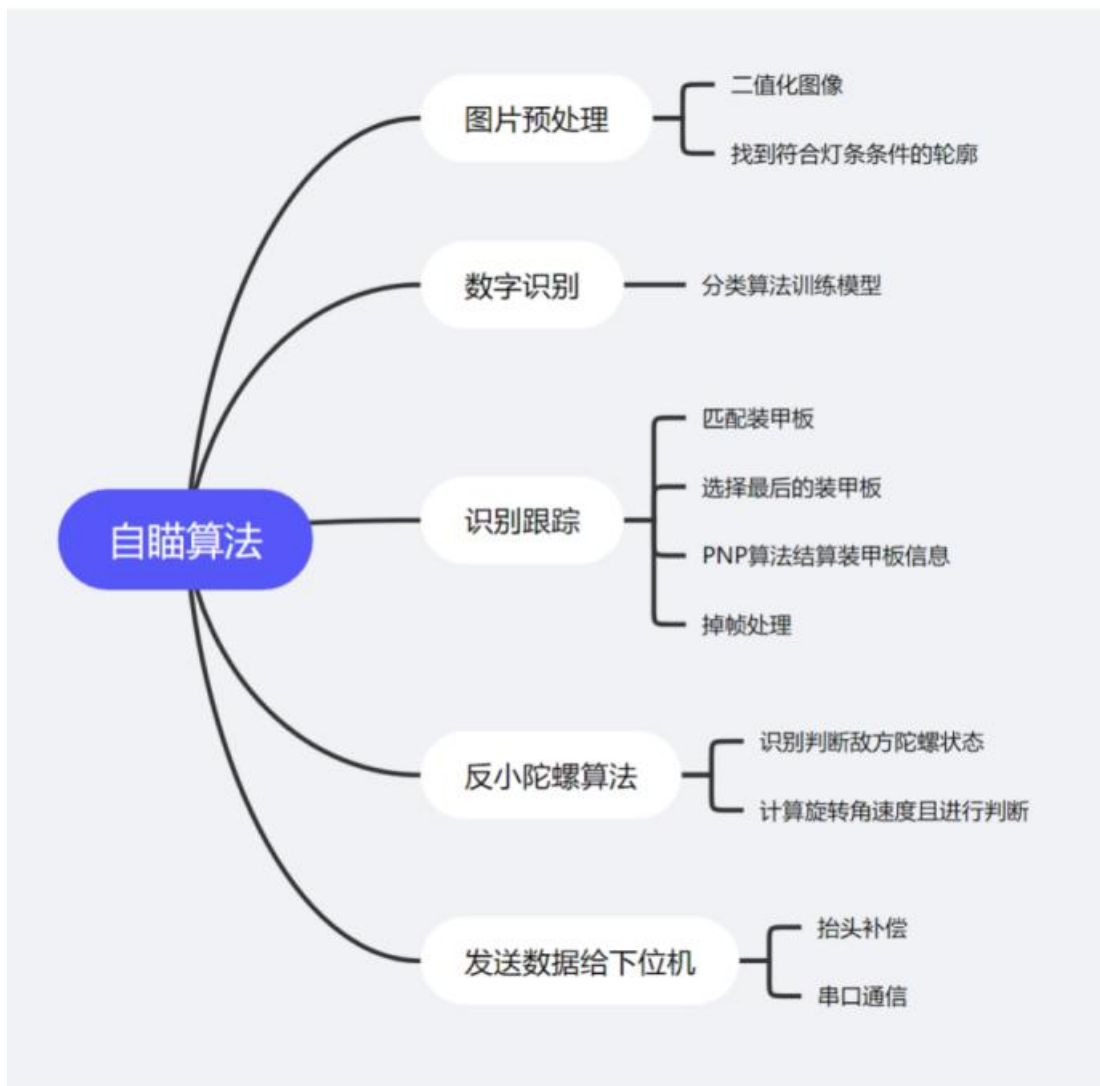 自瞄算法
图片预处理
二值化图像
找到符合灯条条件的轮廓
数字识别
分类算法训练模型
识别跟踪
匹配装甲板
选择最后的装甲板
PNP算法结算装甲板信息
掉帧处理
反小陀螺算法
识别判断敌方陀螺状态
计算旋转角速度且进行判断
发送数据给下位机
抬头补偿
串口通信